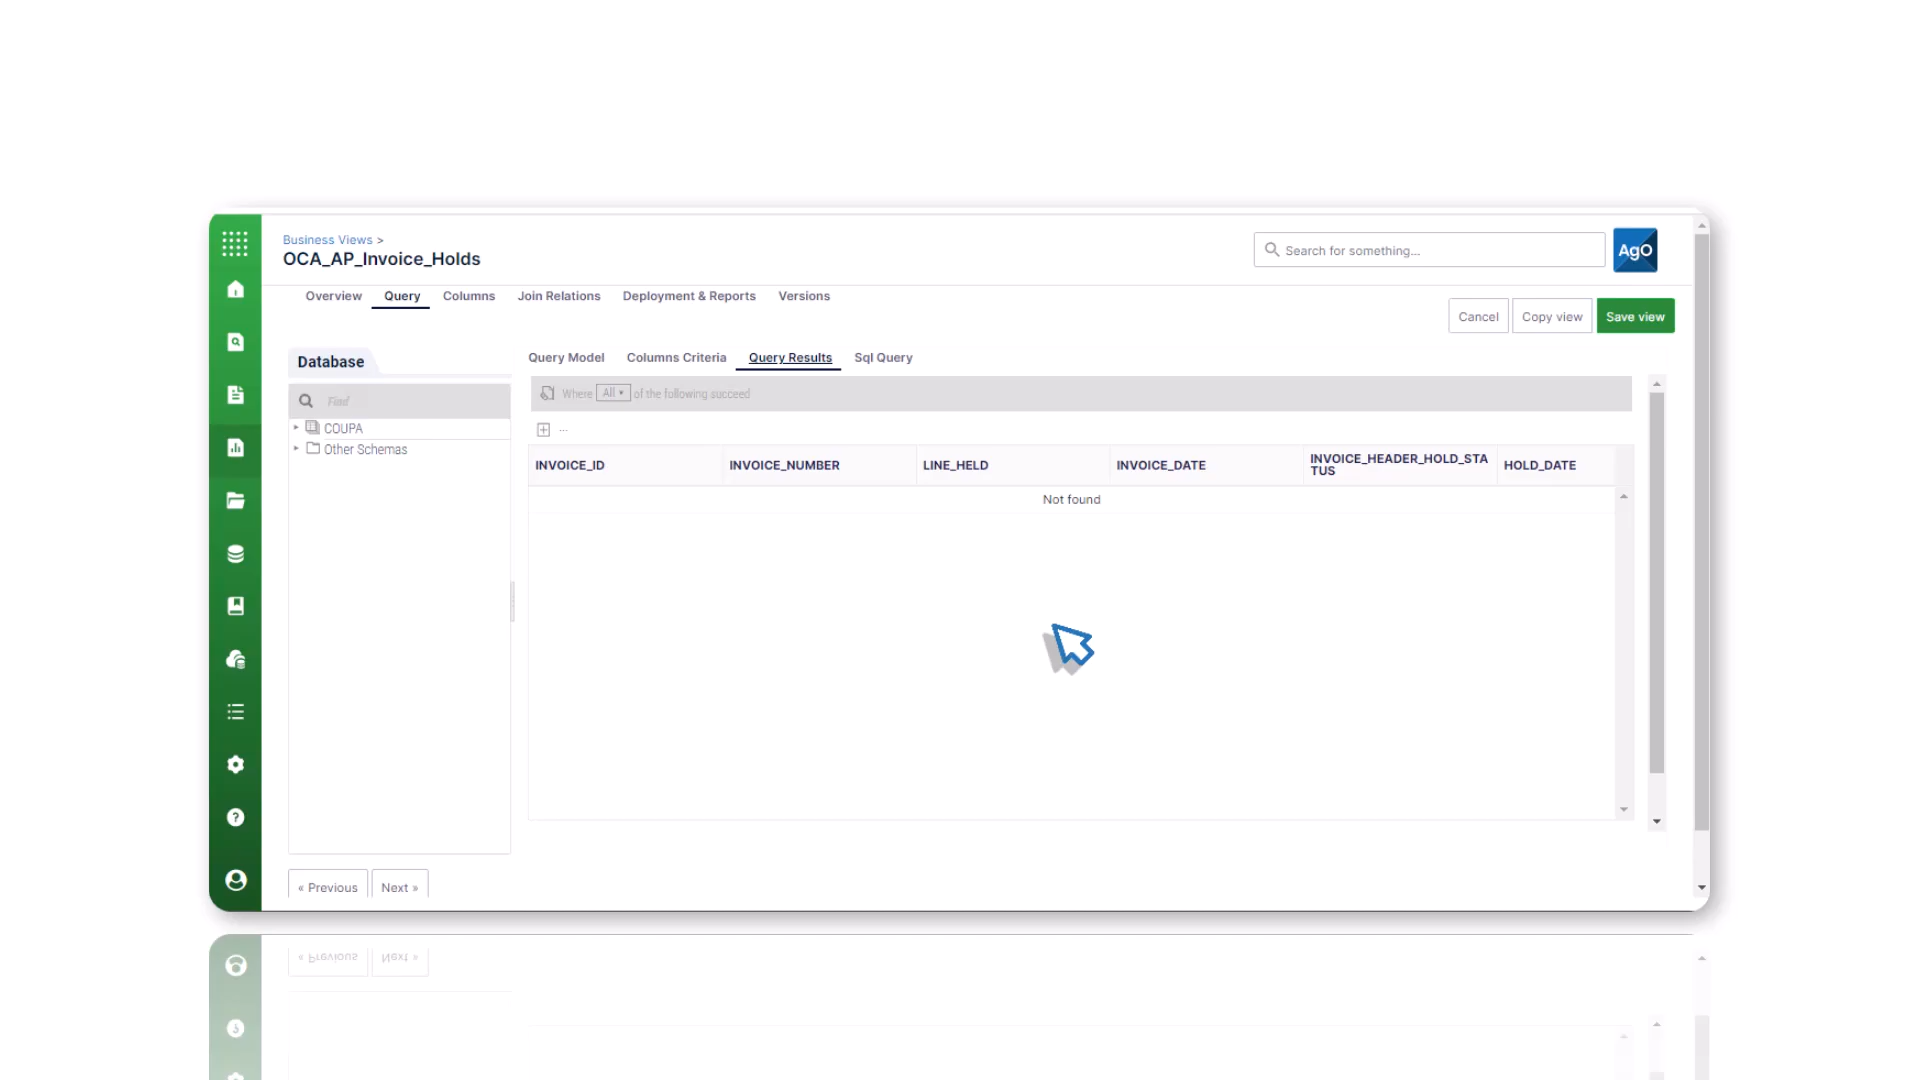 Business Views >
OCA_AP_Invoice_Holds
Search for something...
AgO
Overview Query Columns Join Relations Deployment & Reports Versions
Cancel Copy view Save view
Database
Query Model Columns Criteria Query Results Sql Query
Find
Where All of the following succeed
COUPA
...
Other Schemas
INVOICE_ID INVOICE_NUMBER LINE_HELD INVOICE_DATE INVOICE_HEADER_HOLD_STA
TUS HOLD_DATE
Not found
« Previous Next »
« Previous Next »